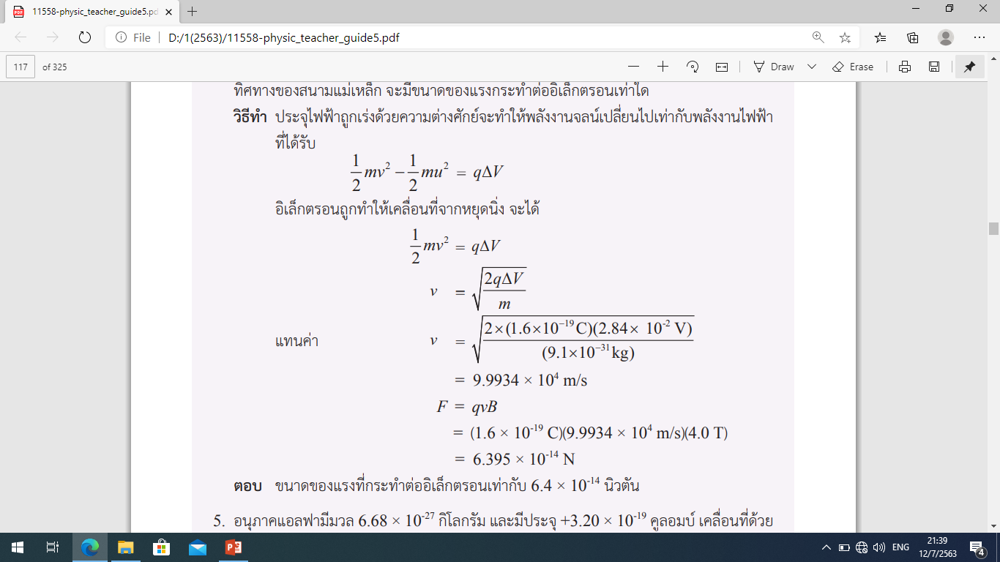 11558-physic_teacher_guide5.pd
File D:/1(2563)/11558-physic_teacher_guide5.pdf
117 of 325 Draw Erase
ทิศทางของสนามแม่เหล็ก จะมีขนาดของแรงกระทำต่ออิเล็กตรอนเท่าใด
วิธีทำ ประจุไฟฟ้าถูกเร่งด้วยความต่างศักย์จะทำให้พลังงานจลน์เปลี่ยนไปเท่ากับพลังงานไฟฟ้า
ที่ได้รับ
1/2 mv² − 1/2 mu² = qΔV
อิเล็กตรอนถูกทำให้เคลื่อนที่จากหยุดนิ่ง จะได้
1/2 mv² = qΔV
v = √(2qΔV/m)
แทนค่า v = √(2×(1.6×10⁻¹⁹ C)(2.84× 10⁻² V)/(9.1×10⁻³¹ kg))
= 9.9934 × 10⁴ m/s
F = qvB
= (1.6 × 10⁻¹⁹ C)(9.9934 × 10⁴ m/s)(4.0 T)
= 6.395 × 10⁻¹⁴ N
ตอบ ขนาดของแรงที่กระทำต่ออิเล็กตรอนเท่ากับ 6.4 × 10⁻¹⁴ นิวตัน
5. อนุภาคแอลฟามีมวล 6.68 × 10⁻²⁷ กิโลกรัม และมีประจุ +3.20 × 10⁻¹⁹ คูลอมบ์ เคลื่อนที่ด้วย
ENG 21:39
12/7/2563 4